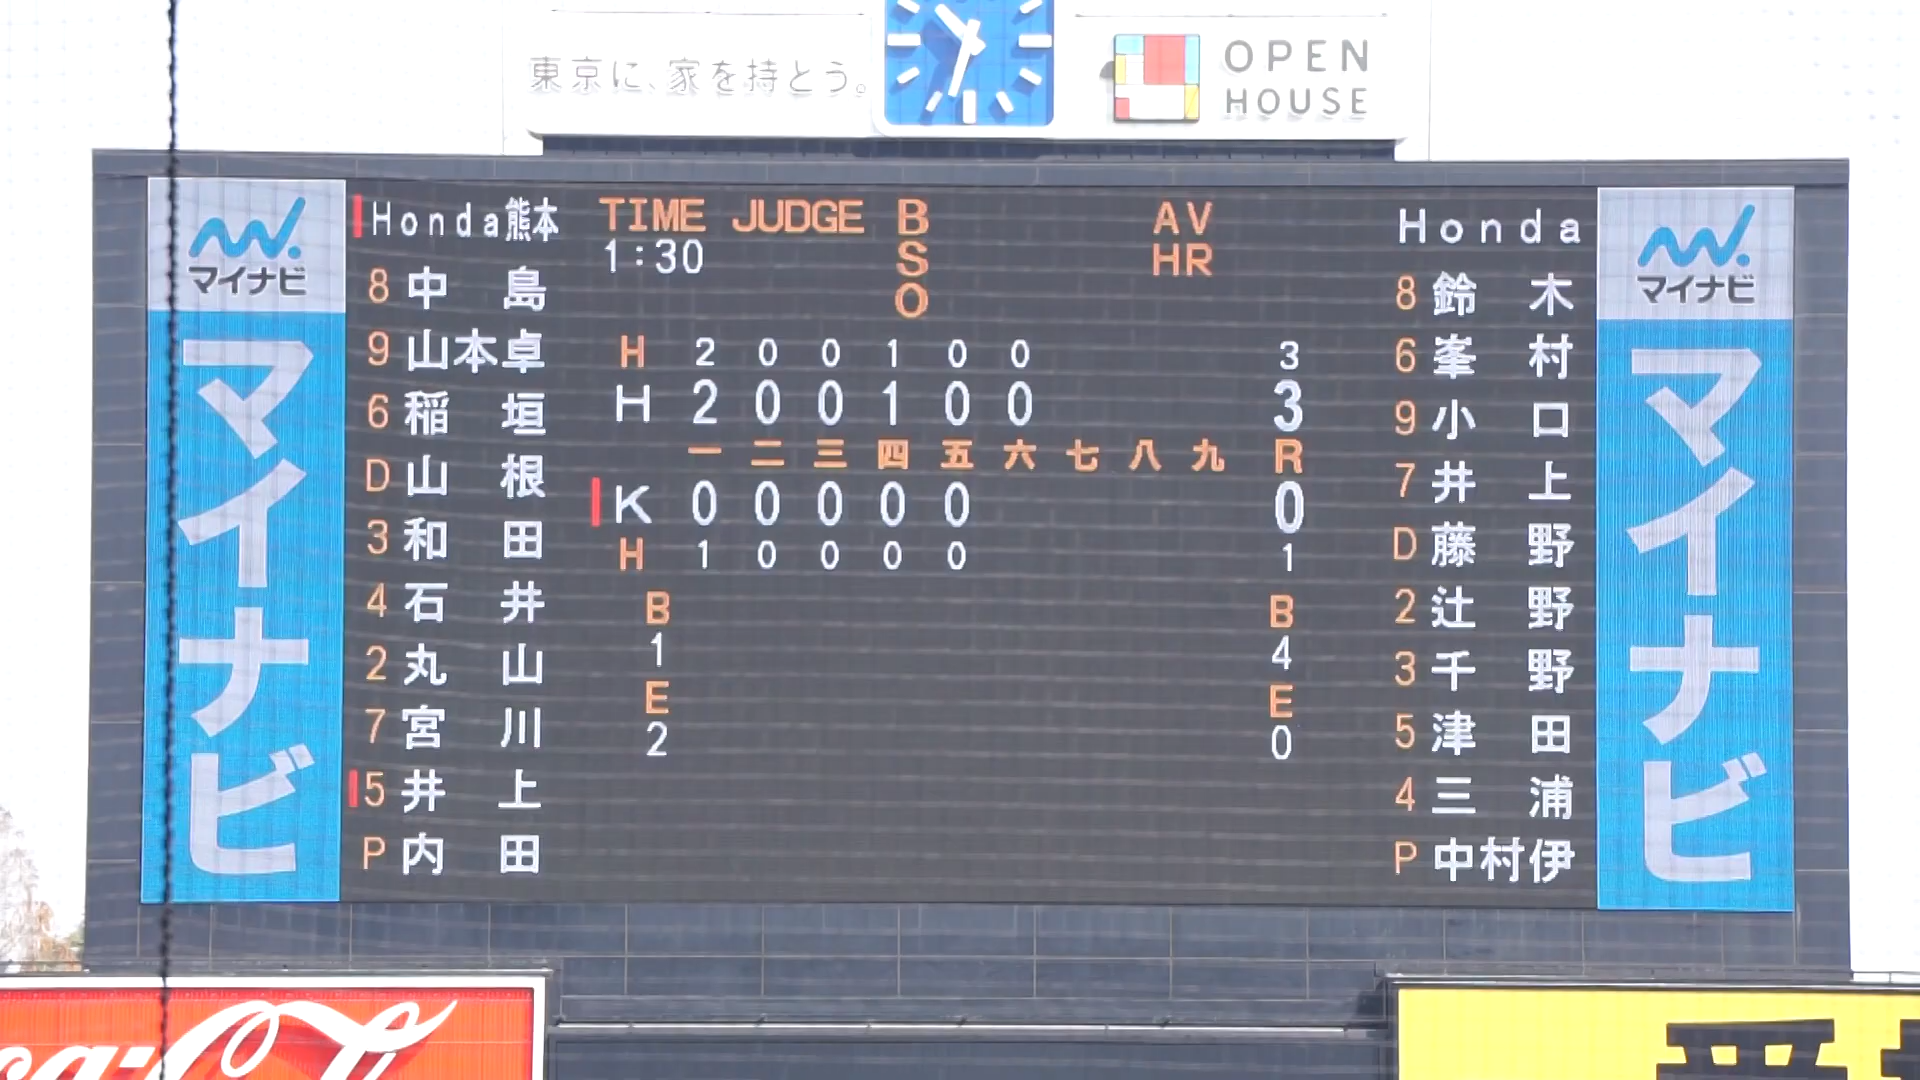 東京に、家を持とう。
OPEN
HOUSE
マイナビ
マイナビ
Honda熊本
8 中島
9 山本卓
6 稲垣
D 山根
3 和田
4 石井
2 丸山
7 宮川
5 井上
P 内田
TIME JUDGE B
1:30 S
O
AV
HR
H 2 0 0 1 0 0 3
H 2 0 0 1 0 0 3
一 二 三 四 五 六 七 八 九 R
K 0 0 0 0 0 0
H 1 0 0 0 0 1
B B
1 4
E E
2 0
Honda
8 鈴木
6 峯村
9 小口
7 井上
D 藤野
2 辻野
3 千野
5 津田
4 三浦
P 中村伊
マイナビ
マイナビ